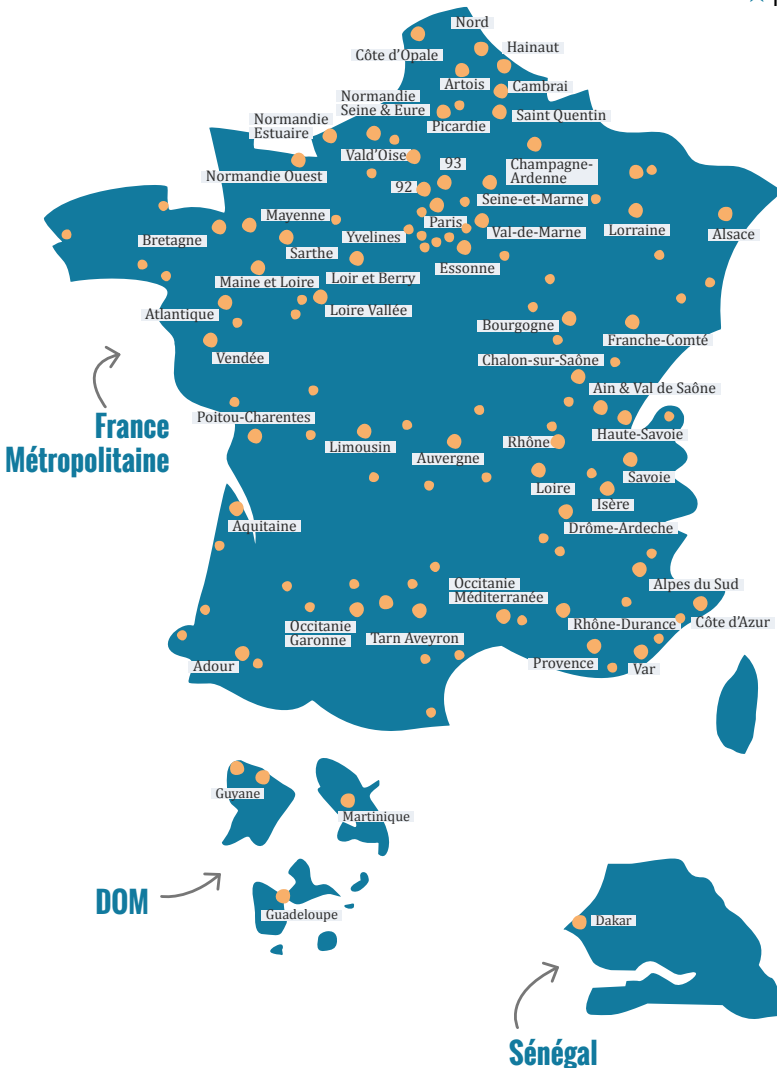 Nord
Hainaut
Côte d'Opale
Artois
Cambrai
Normandie
Seine & Eure
Saint Quentin
Picardie
Normandie
Estuaire
Vald'Oise
93
Champagne-
Ardenne
Normandie Ouest
92
Seine-et-Marne
Mayenne
Paris
Val-de-Marne
Lorraine
Alsace
Bretagne
Yvelines
Sarthe
Essonne
Maine et Loire
Loir et Berry
Atlantique
Loire Vallée
Bourgogne
Franche-Comté
Vendée
Chalon-sur-Saône
Ain & Val de Saône
Poitou-Charentes
France
Métropolitaine
Limousin
Rhône
Haute-Savoie
Auvergne
Savoie
Loire
Isère
Aquitaine
Drôme-Ardeche
Alpes du Sud
Occitanie
Méditerranée
Occitanie
Garonne
Tarn Aveyron
Rhône-Durance
Côte d'Azur
Adour
Provence
Var
Guyane
Martinique
DOM
Guadeloupe
Dakar
Sénégal